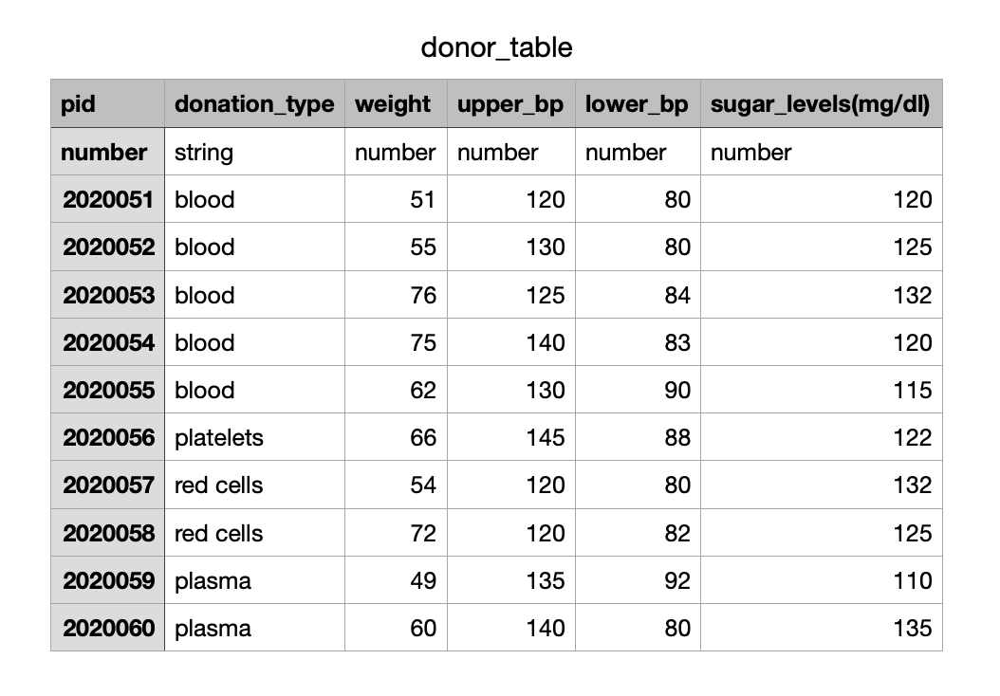 donor_table
pid donation_type weight upper_bp lower_bp sugar_levels(mg/dl)
number string number number number number
2020051 blood 51 120 80 120
2020052 blood 55 130 80 125
2020053 blood 76 125 84 132
2020054 blood 75 140 83 120
2020055 blood 62 130 90 115
2020056 platelets 66 145 88 122
2020057 red cells 54 120 80 132
2020058 red cells 72 120 82 125
2020059 plasma 49 135 92 110
2020060 plasma 60 140 80 135